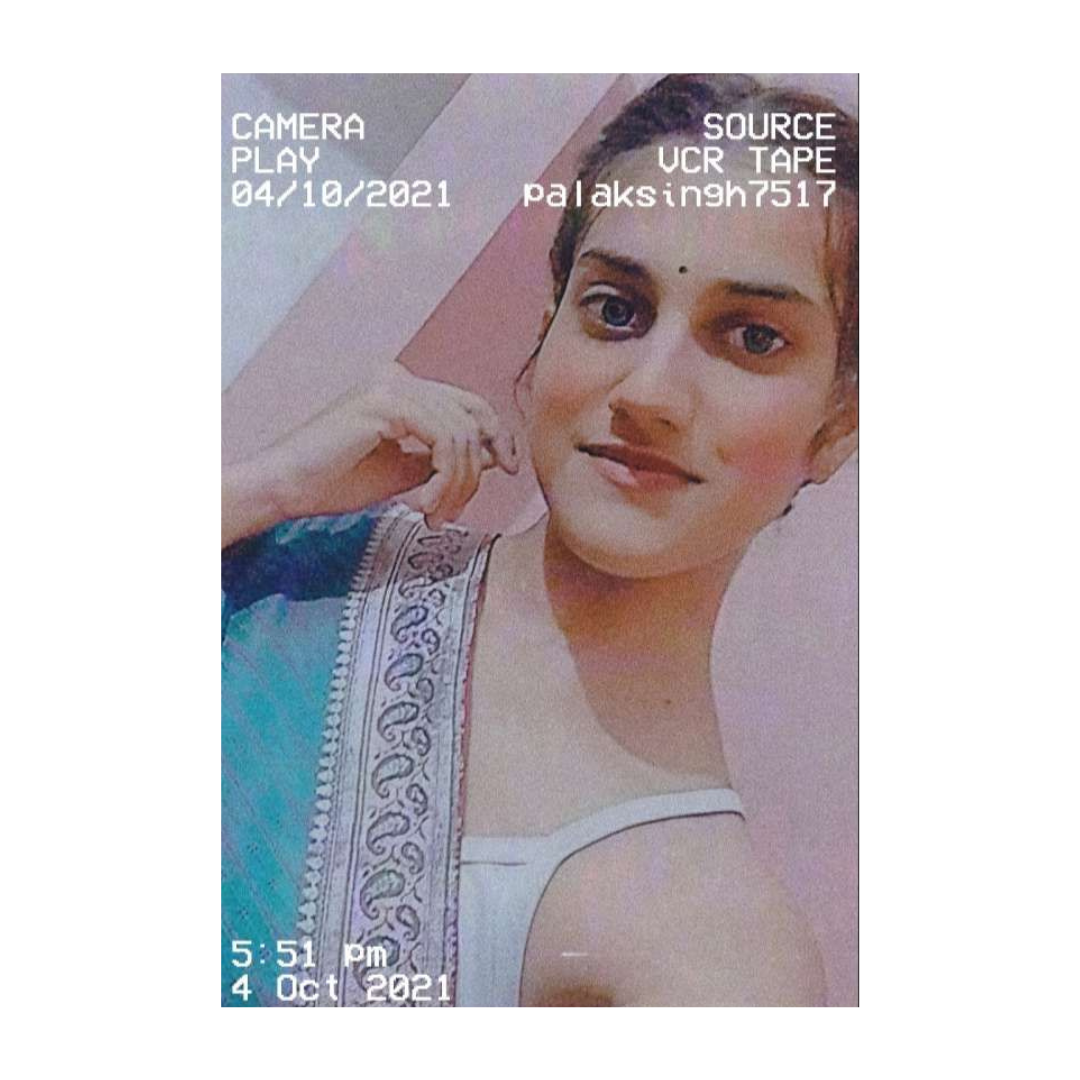 CAMERA
PLAY
04/10/2021
SOURCE
VCR TAPE
palaksingh7517
5:51 pm
4 Oct 2021